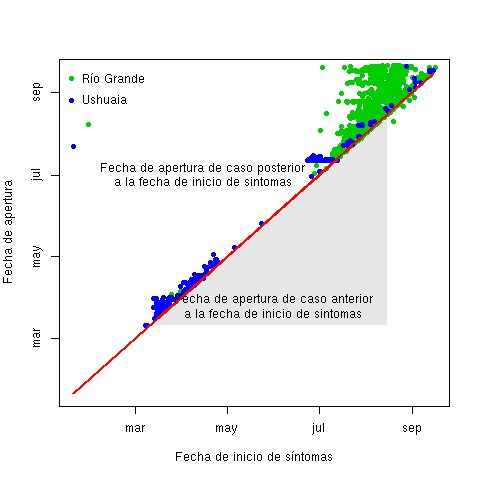 Río Grande
Ushuaia
Fecha de apertura de caso posterior
a la fecha de inicio de sintomas
Fecha de apertura de caso anterior
a la fecha de inicio de sintomas
Fecha de apertura
mar
may
jul
sep
mar
may
jul
sep
Fecha de inicio de síntomas